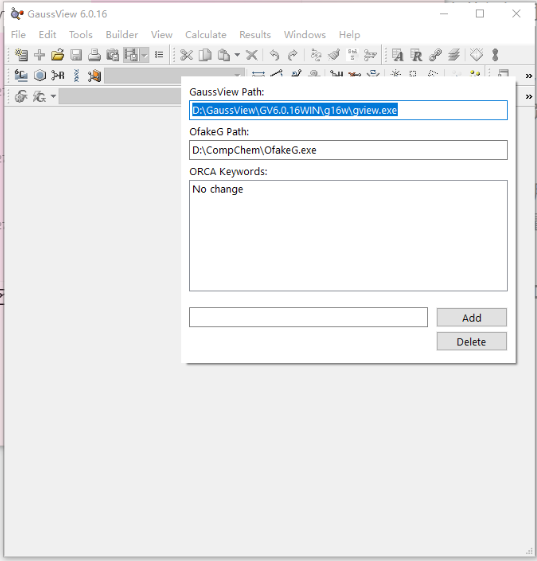 GaussView 6.0.16
File Edit Tools Builder View Calculate Results Windows Help
GaussView Path:
D:\GaussView\GV6.0.16WIN\g16w\gview.exe
OfakeG Path:
D:\CompChem\OfakeG.exe
ORCA Keywords:
No change
Add
Delete